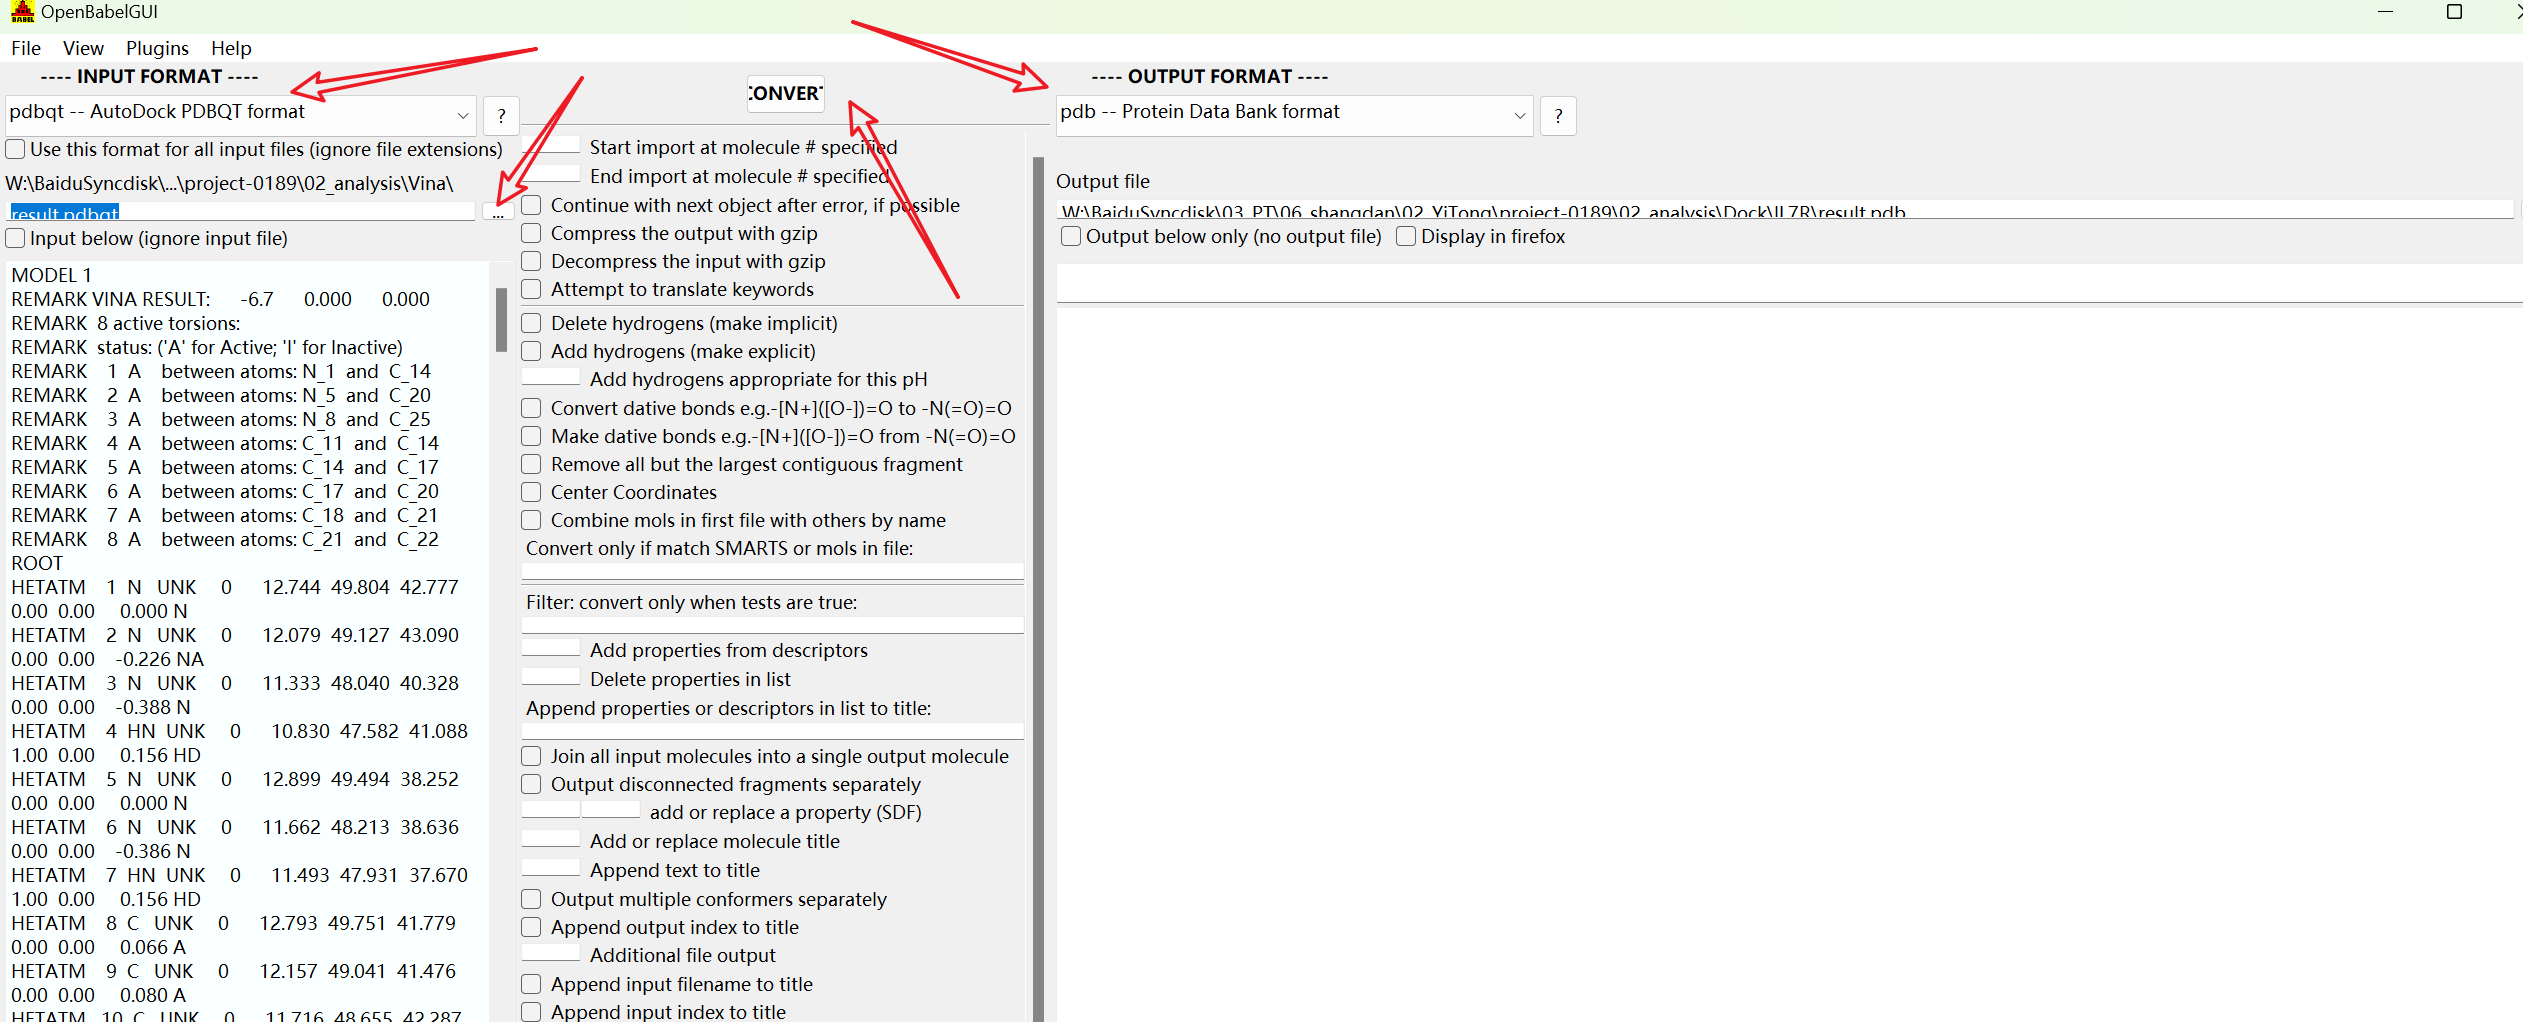 BABEL OpenBabelGUI
File View Plugins Help
---- INPUT FORMAT ----
pdbqt -- AutoDock PDBQT format
?
Use this format for all input files (ignore file extensions)
W:\BaiduSyncdisk\...\project-0189\02_analysis\Vina\
result.pdbqt
...
Input below (ignore input file)
MODEL 1
REMARK VINA RESULT: -6.7 0.000 0.000
REMARK 8 active torsions:
REMARK status: ('A' for Active; 'I' for Inactive)
REMARK 1 A between atoms: N_1 and C_14
REMARK 2 A between atoms: N_5 and C_20
REMARK 3 A between atoms: N_8 and C_25
REMARK 4 A between atoms: C_11 and C_14
REMARK 5 A between atoms: C_14 and C_17
REMARK 6 A between atoms: C_17 and C_20
REMARK 7 A between atoms: C_18 and C_21
REMARK 8 A between atoms: C_21 and C_22
ROOT
HETATM 1 N UNK 0 12.744 49.804 42.777
0.00 0.00 0.000 N
HETATM 2 N UNK 0 12.079 49.127 43.090
0.00 0.00 -0.226 NA
HETATM 3 N UNK 0 11.333 48.040 40.328
0.00 0.00 -0.388 N
HETATM 4 HN UNK 0 10.830 47.582 41.088
1.00 0.00 0.156 HD
HETATM 5 N UNK 0 12.899 49.494 38.252
0.00 0.00 0.000 N
HETATM 6 N UNK 0 11.662 48.213 38.636
0.00 0.00 -0.386 N
HETATM 7 HN UNK 0 11.493 47.931 37.670
1.00 0.00 0.156 HD
HETATM 8 C UNK 0 12.793 49.751 41.779
0.00 0.00 0.066 A
HETATM 9 C UNK 0 12.157 49.041 41.476
0.00 0.00 0.080 A
HETATM 10 C UNK 0 11.716 48.655 42.287
CONVERT
Start import at molecule # specified
End import at molecule # specified
Continue with next object after error, if possible
Compress the output with gzip
Decompress the input with gzip
Attempt to translate keywords
Delete hydrogens (make implicit)
Add hydrogens (make explicit)
Add hydrogens appropriate for this pH
Convert dative bonds e.g.-[N+]([O-])=O to -N(=O)=O
Make dative bonds e.g.-[N+]([O-])=O from -N(=O)=O
Remove all but the largest contiguous fragment
Center Coordinates
Combine mols in first file with others by name
Convert only if match SMARTS or mols in file:
Filter: convert only when tests are true:
Add properties from descriptors
Delete properties in list
Append properties or descriptors in list to title:
Join all input molecules into a single output molecule
Output disconnected fragments separately
add or replace a property (SDF)
Add or replace molecule title
Append text to title
Output multiple conformers separately
Append output index to title
Additional file output
Append input filename to title
Append input index to title
---- OUTPUT FORMAT ----
pdb -- Protein Data Bank format
?
Output file
W:\BaiduSyncdisk\03_PT\06_shangdan\02_YiTong\project-0189\02_analysis\Dock\IL7R\result.pdb
Output below only (no output file) Display in firefox